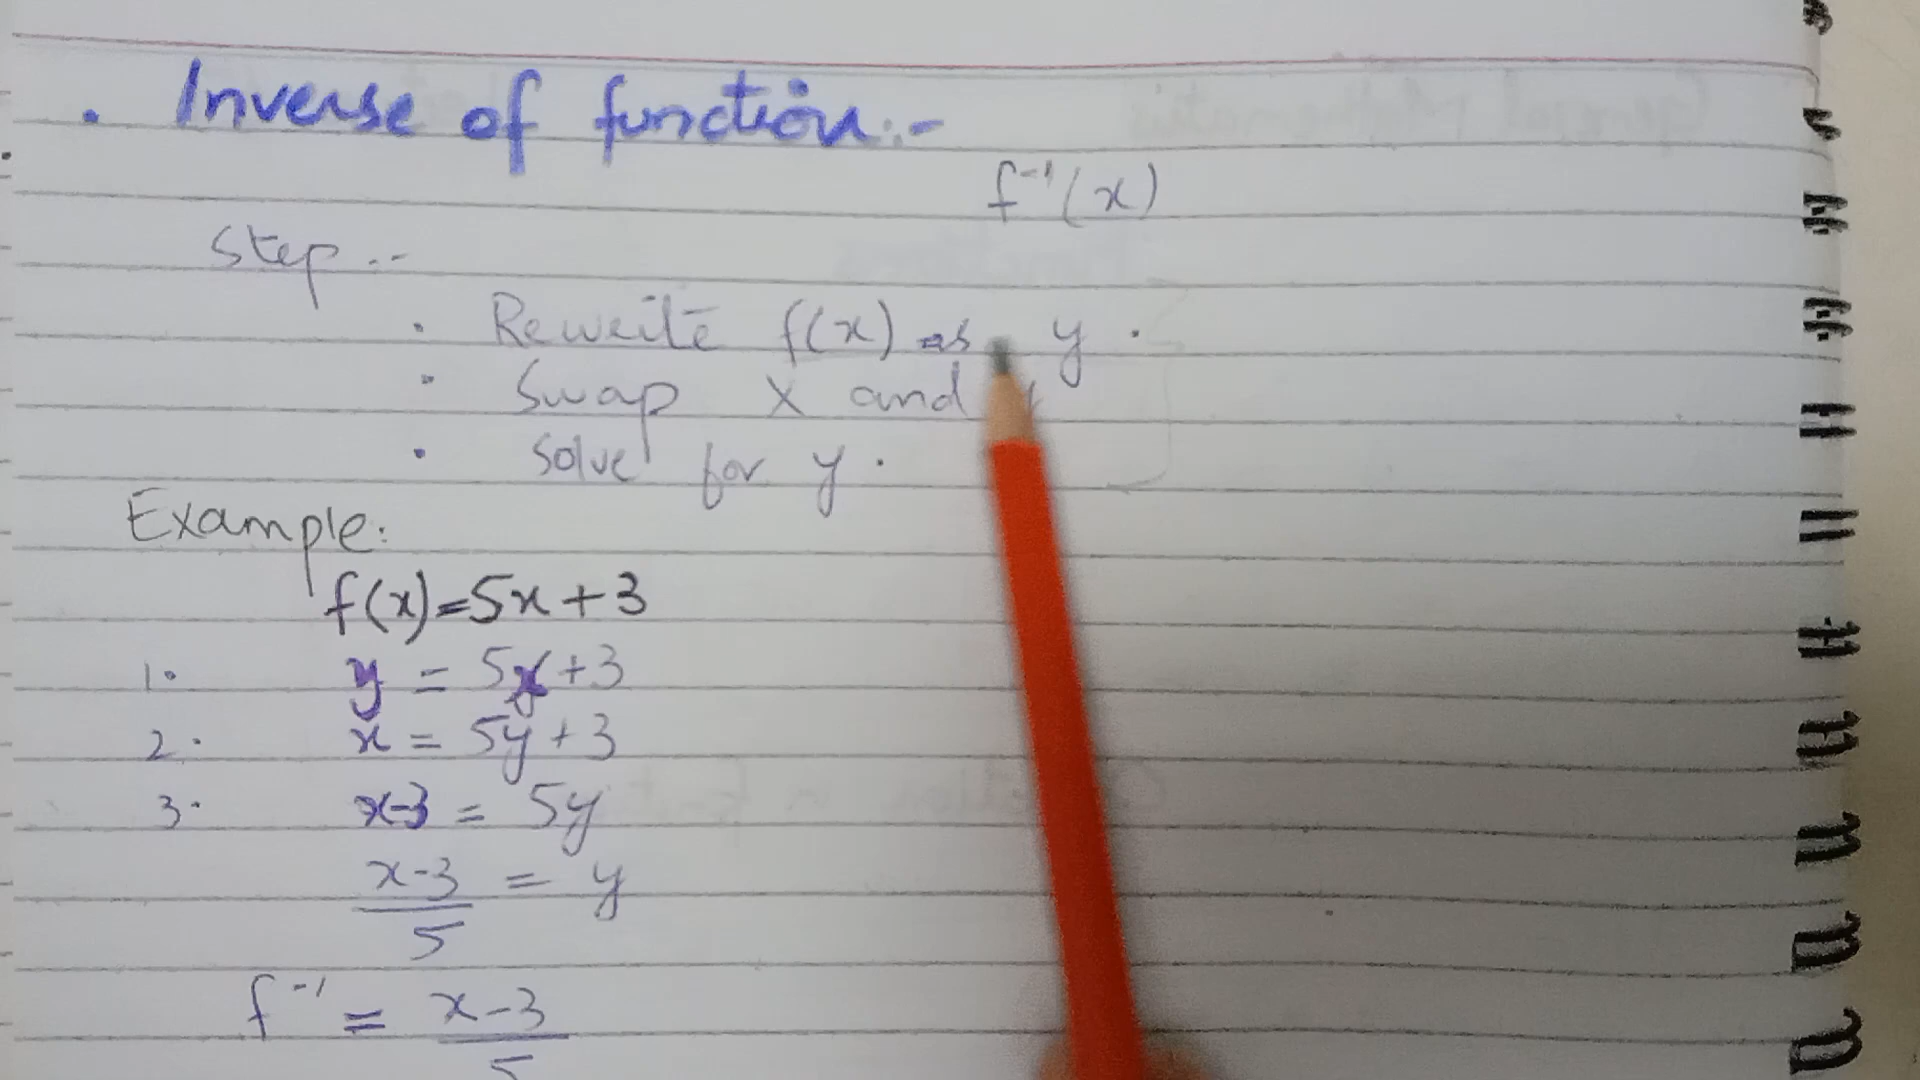 . Inverse of function:-
f⁻¹(x)
Step:-
. Rewrite f(x) as y.
. Swap x and
. Solve for y.
Example:
f(x)=5x+3
1. y = 5x+3
2. x = 5y+3
3. x-3 = 5y
x-3 = y
5
f⁻¹ = x-3
5